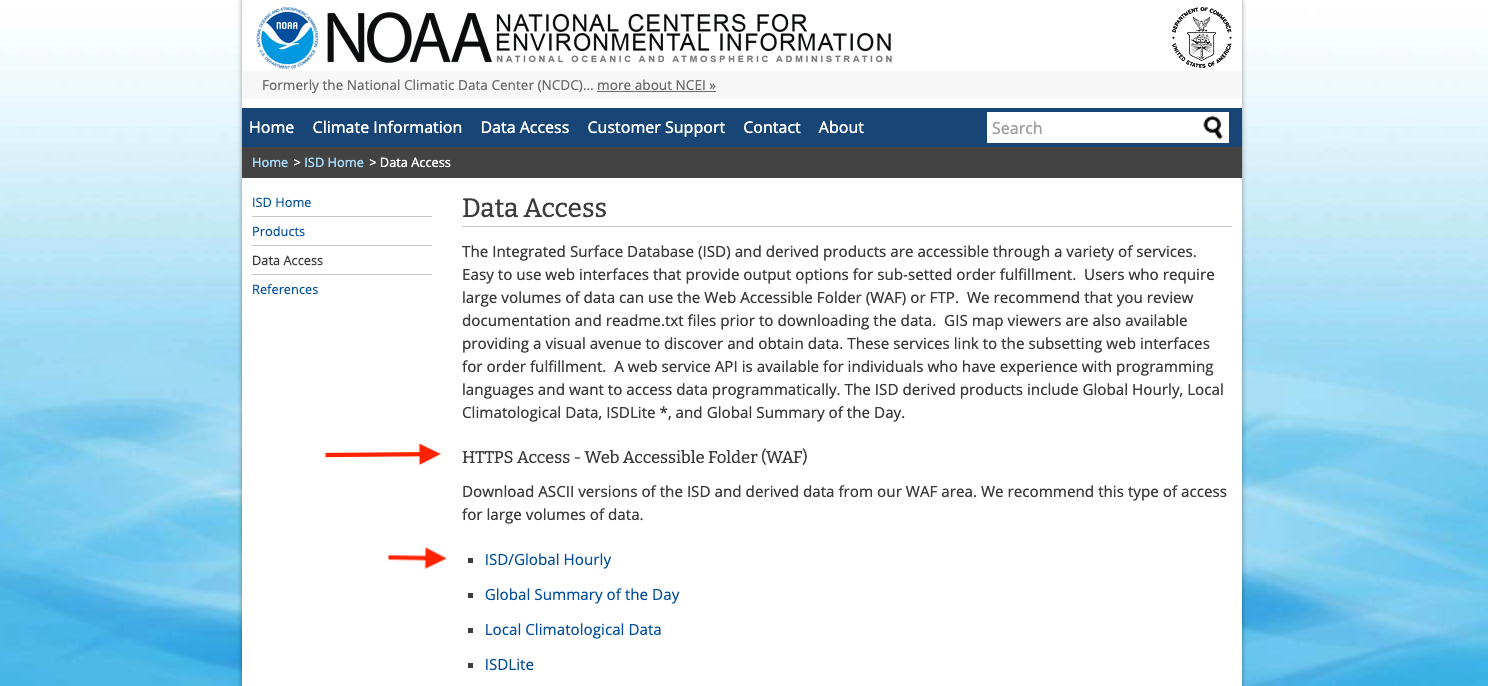 NOAA
NOAA NATIONAL CENTERS FOR
ENVIRONMENTAL INFORMATION
NATIONAL OCEANIC AND ATMOSPHERIC ADMINISTRATION
DEPARTMENT OF COMMERCE
UNITED STATES OF AMERICA
Formerly the National Climatic Data Center (NCDC)... more about NCEI »
Home Climate Information Data Access Customer Support Contact About Search
Home > ISD Home > Data Access
ISD Home
Products
Data Access
References
Data Access
The Integrated Surface Database (ISD) and derived products are accessible through a variety of services.
Easy to use web interfaces that provide output options for sub-setted order fulfillment.  Users who require
large volumes of data can use the Web Accessible Folder (WAF) or FTP.  We recommend that you review
documentation and readme.txt files prior to downloading the data.  GIS map viewers are also available
providing a visual avenue to discover and obtain data. These services link to the subsetting web interfaces
for order fulfillment.  A web service API is available for individuals who have experience with programming
languages and want to access data programmatically. The ISD derived products include Global Hourly, Local
Climatological Data, ISDLite *, and Global Summary of the Day.
HTTPS Access - Web Accessible Folder (WAF)
Download ASCII versions of the ISD and derived data from our WAF area. We recommend this type of access
for large volumes of data.
ISD/Global Hourly
Global Summary of the Day
Local Climatological Data
ISDLite